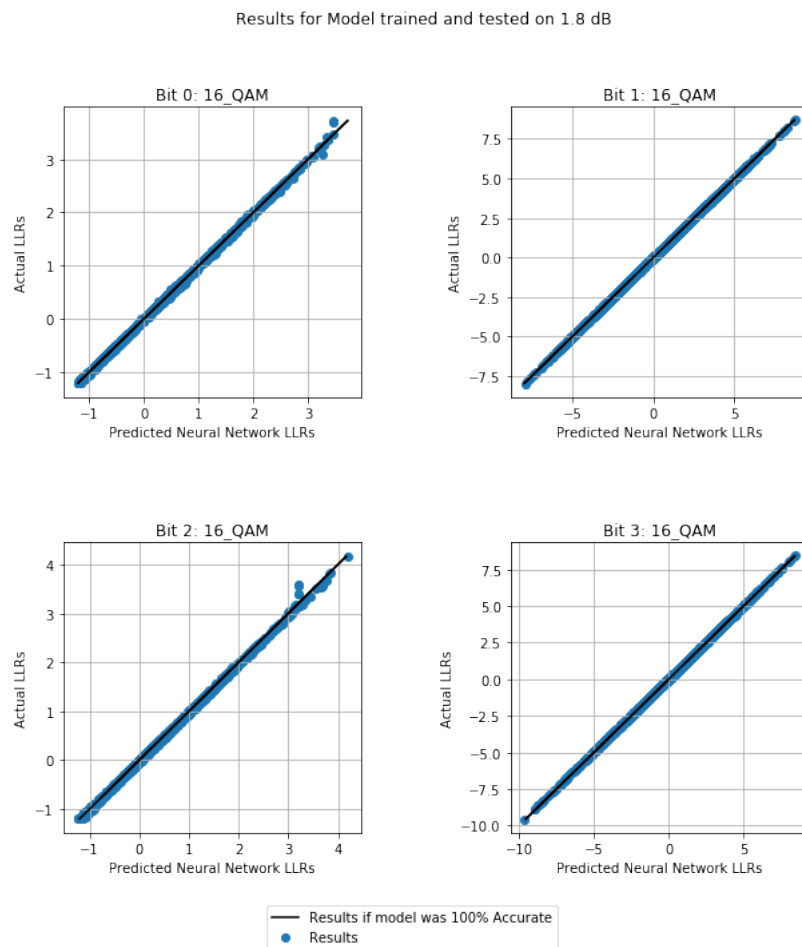 Results for Model trained and tested on 1.8 dB
Bit 0: 16_QAM
Actual LLRs
3
2
1
0
−1
−1 0 1 2 3
Predicted Neural Network LLRs
Bit 1: 16_QAM
Actual LLRs
7.5
5.0
2.5
0.0
−2.5
−5.0
−7.5
−5 0 5
Predicted Neural Network LLRs
Bit 2: 16_QAM
Actual LLRs
4
3
2
1
0
−1
−1 0 1 2 3 4
Predicted Neural Network LLRs
Bit 3: 16_QAM
Actual LLRs
7.5
5.0
2.5
0.0
−2.5
−5.0
−7.5
−10.0
−10 −5 0 5
Predicted Neural Network LLRs
Results if model was 100% Accurate
Results